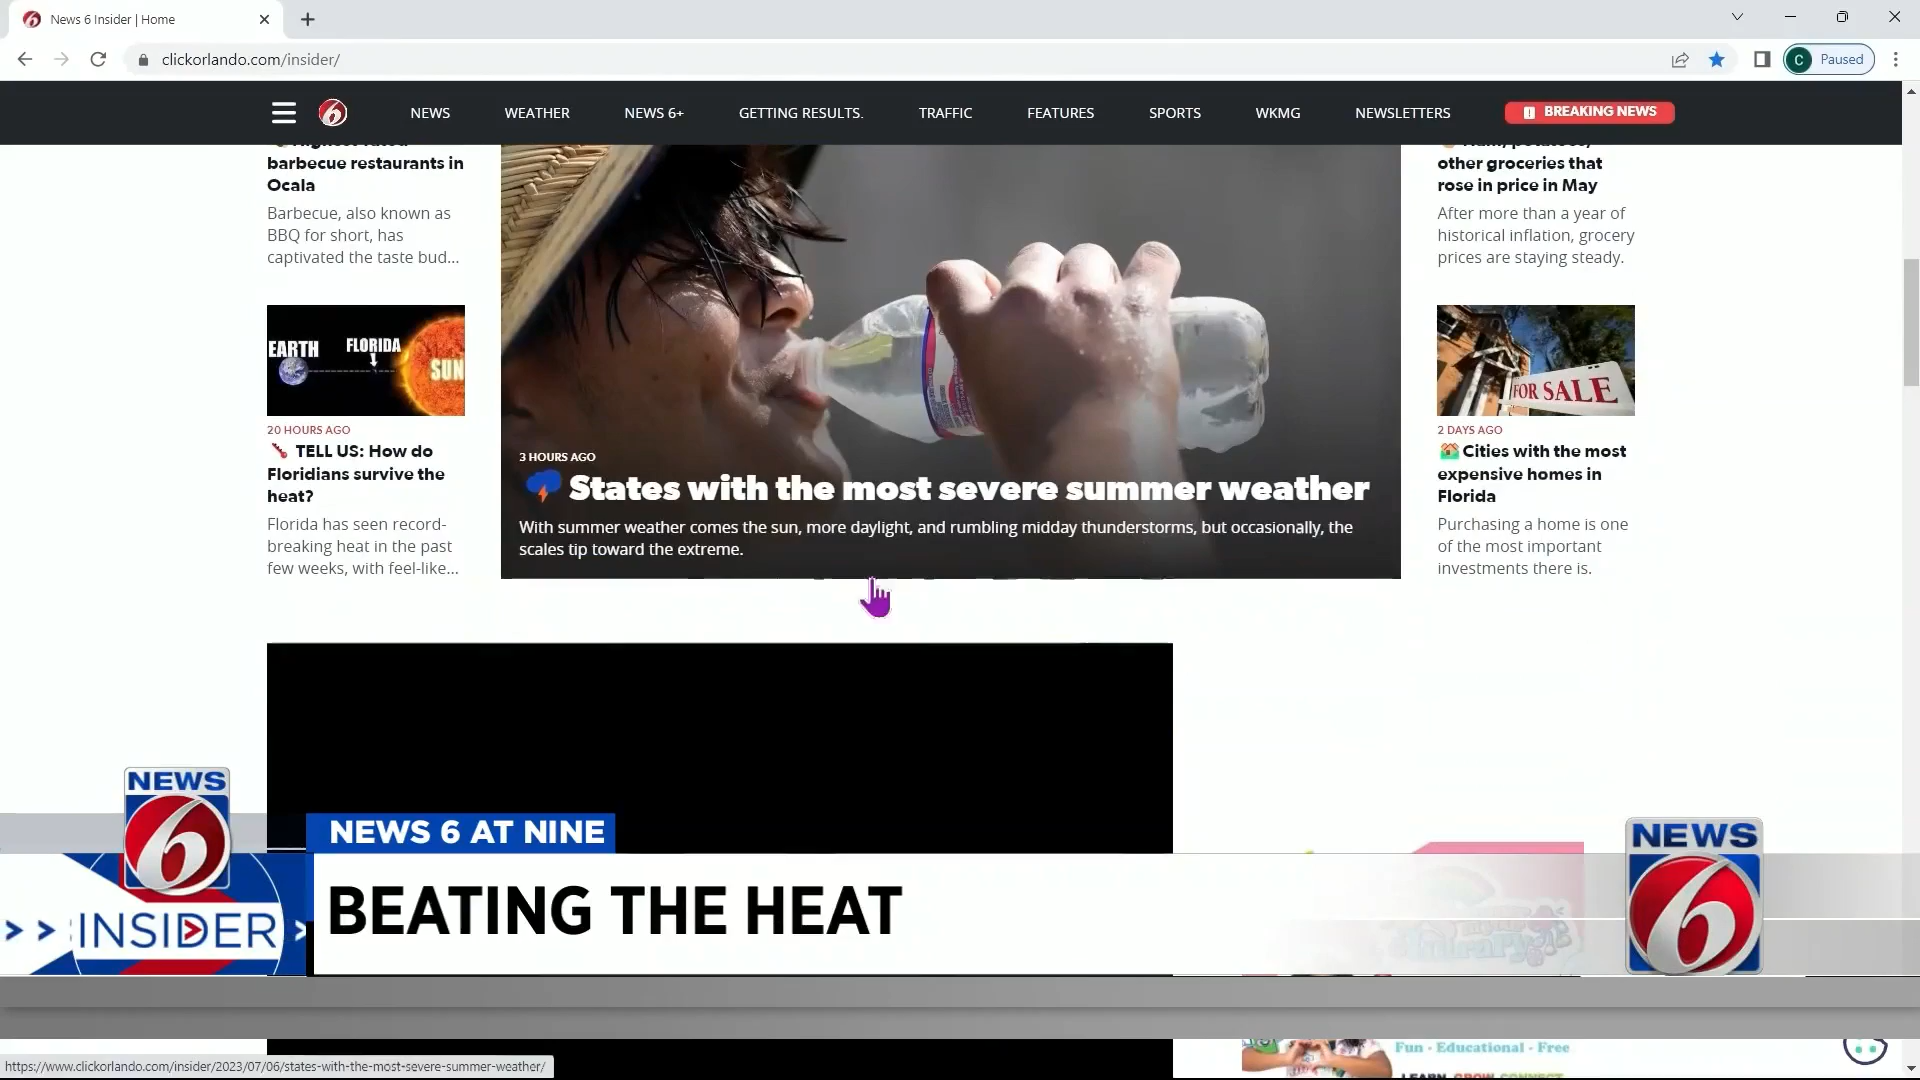 News 6 Insider | Home
clickorlando.com/insider/
C Paused
6 NEWS WEATHER NEWS 6+ GETTING RESULTS. TRAFFIC FEATURES SPORTS WKMG NEWSLETTERS BREAKING NEWS
barbecue restaurants in
Ocala
Barbecue, also known as
BBQ for short, has
captivated the taste bud...
EARTH FLORIDA SUN
20 HOURS AGO
TELL US: How do
Floridians survive the
heat?
Florida has seen record-
breaking heat in the past
few weeks, with feel-like...
3 HOURS AGO
States with the most severe summer weather
With summer weather comes the sun, more daylight, and rumbling midday thunderstorms, but occasionally, the
scales tip toward the extreme.
other groceries that
rose in price in May
After more than a year of
historical inflation, grocery
prices are staying steady.
FOR SALE
2 DAYS AGO
Cities with the most
expensive homes in
Florida
Purchasing a home is one
of the most important
investments there is.
NEWS
6
INSIDER
NEWS 6 AT NINE
BEATING THE HEAT
NEWS
6
Fun - Educational - Free
LEARN GROW CONNECT
https://www.clickorlando.com/insider/2023/07/06/states-with-the-most-severe-summer-weather/